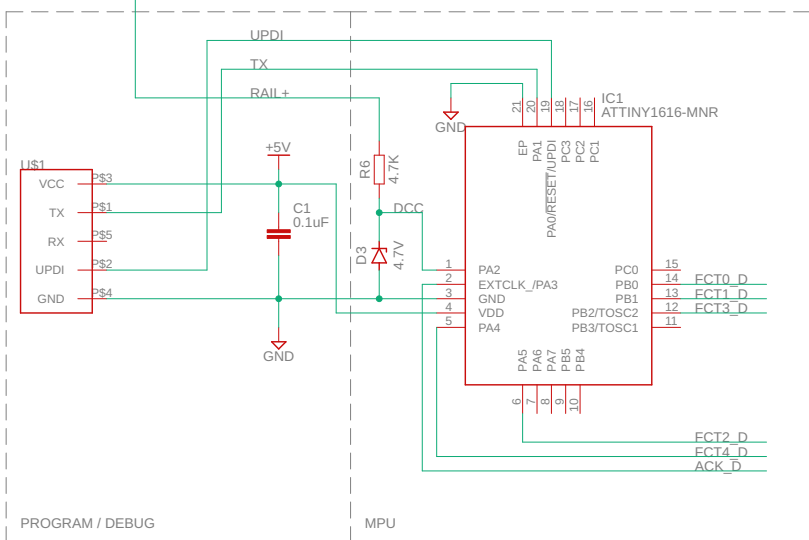 UPDI
TX
RAIL+
GND
21
20
19
18
17
16
IC1
ATTINY1616-MNR
EP
PA1
PA0/RESET/UPDI
PC3
PC2
PC1
+5V
R6
4.7K
U$1
VCC
P$3
TX
P$1
RX
P$5
UPDI
P$2
GND
P$4
C1
0.1uF
DCC
D3
4.7V
GND
1
PA2
2
EXTCLK_/PA3
3
GND
4
VDD
5
PA4
PC0
15
PB0
14
FCT0_D
PB1
13
FCT1_D
PB2/TOSC2
12
FCT3_D
PB3/TOSC1
11
PA5
PA6
PA7
PB5
PB4
6
7
8
9
10
FCT2_D
FCT4_D
ACK_D
PROGRAM / DEBUG
MPU